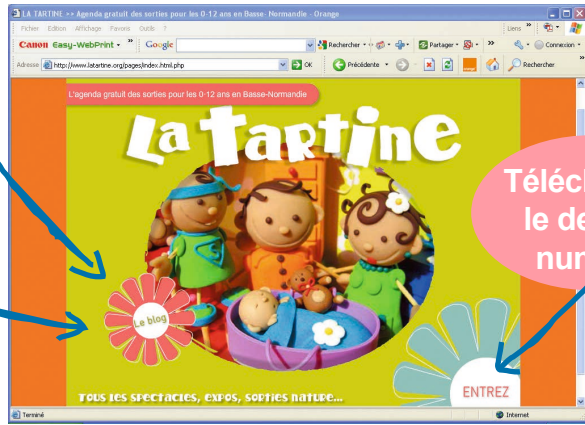 LA TARTINE >> Agenda gratuit des sorties pour les 0-12 ans en Basse- Normandie - Orange
Fichier Edition Affichage Favoris Outils ?
Liens »
Canon Easy-WebPrint » Google Rechercher Partager » Connexion
Adresse http://www.latartine.org/pages/index.html.php OK Précédente Rechercher »
L'agenda gratuit des sorties pour les 0-12 ans en Basse-Normandie
La Tartine
Téléch
le de
num
Le blog
ENTREZ
TOUS LES SPECTACLES, EXPOS, SORTIES NATURE...
Terminé Internet